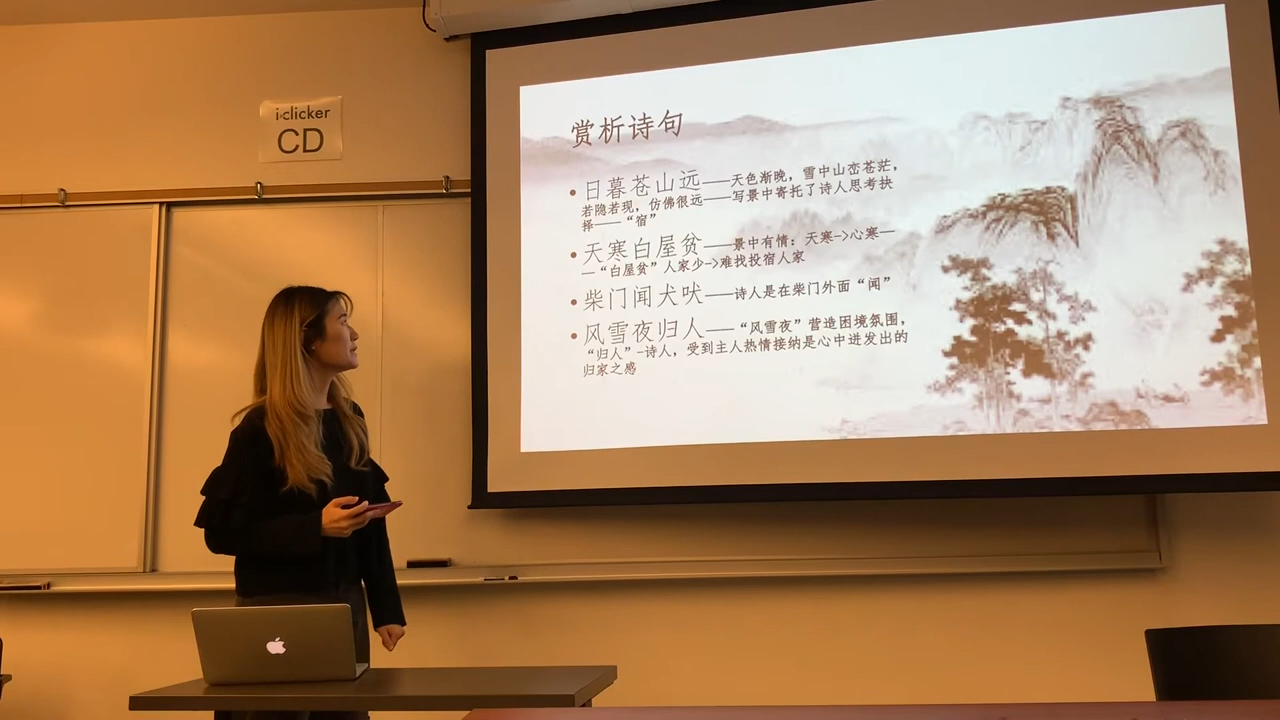 i>clicker
CD
赏析诗句
• 日暮苍山远——天色渐晚，雪中山峦苍茫，
若隐若现，仿佛很远——写景中寄托了诗人思考抉
择——“宿”
• 天寒白屋贫——景中有情：天寒->心寒—
—“白屋贫”人家少->难找投宿人家
• 柴门闻犬吠——诗人是在柴门外面“闻”
• 风雪夜归人——“风雪夜”营造困境氛围，
“归人”-诗人，受到主人热情接纳是心中迸发出的
归家之感